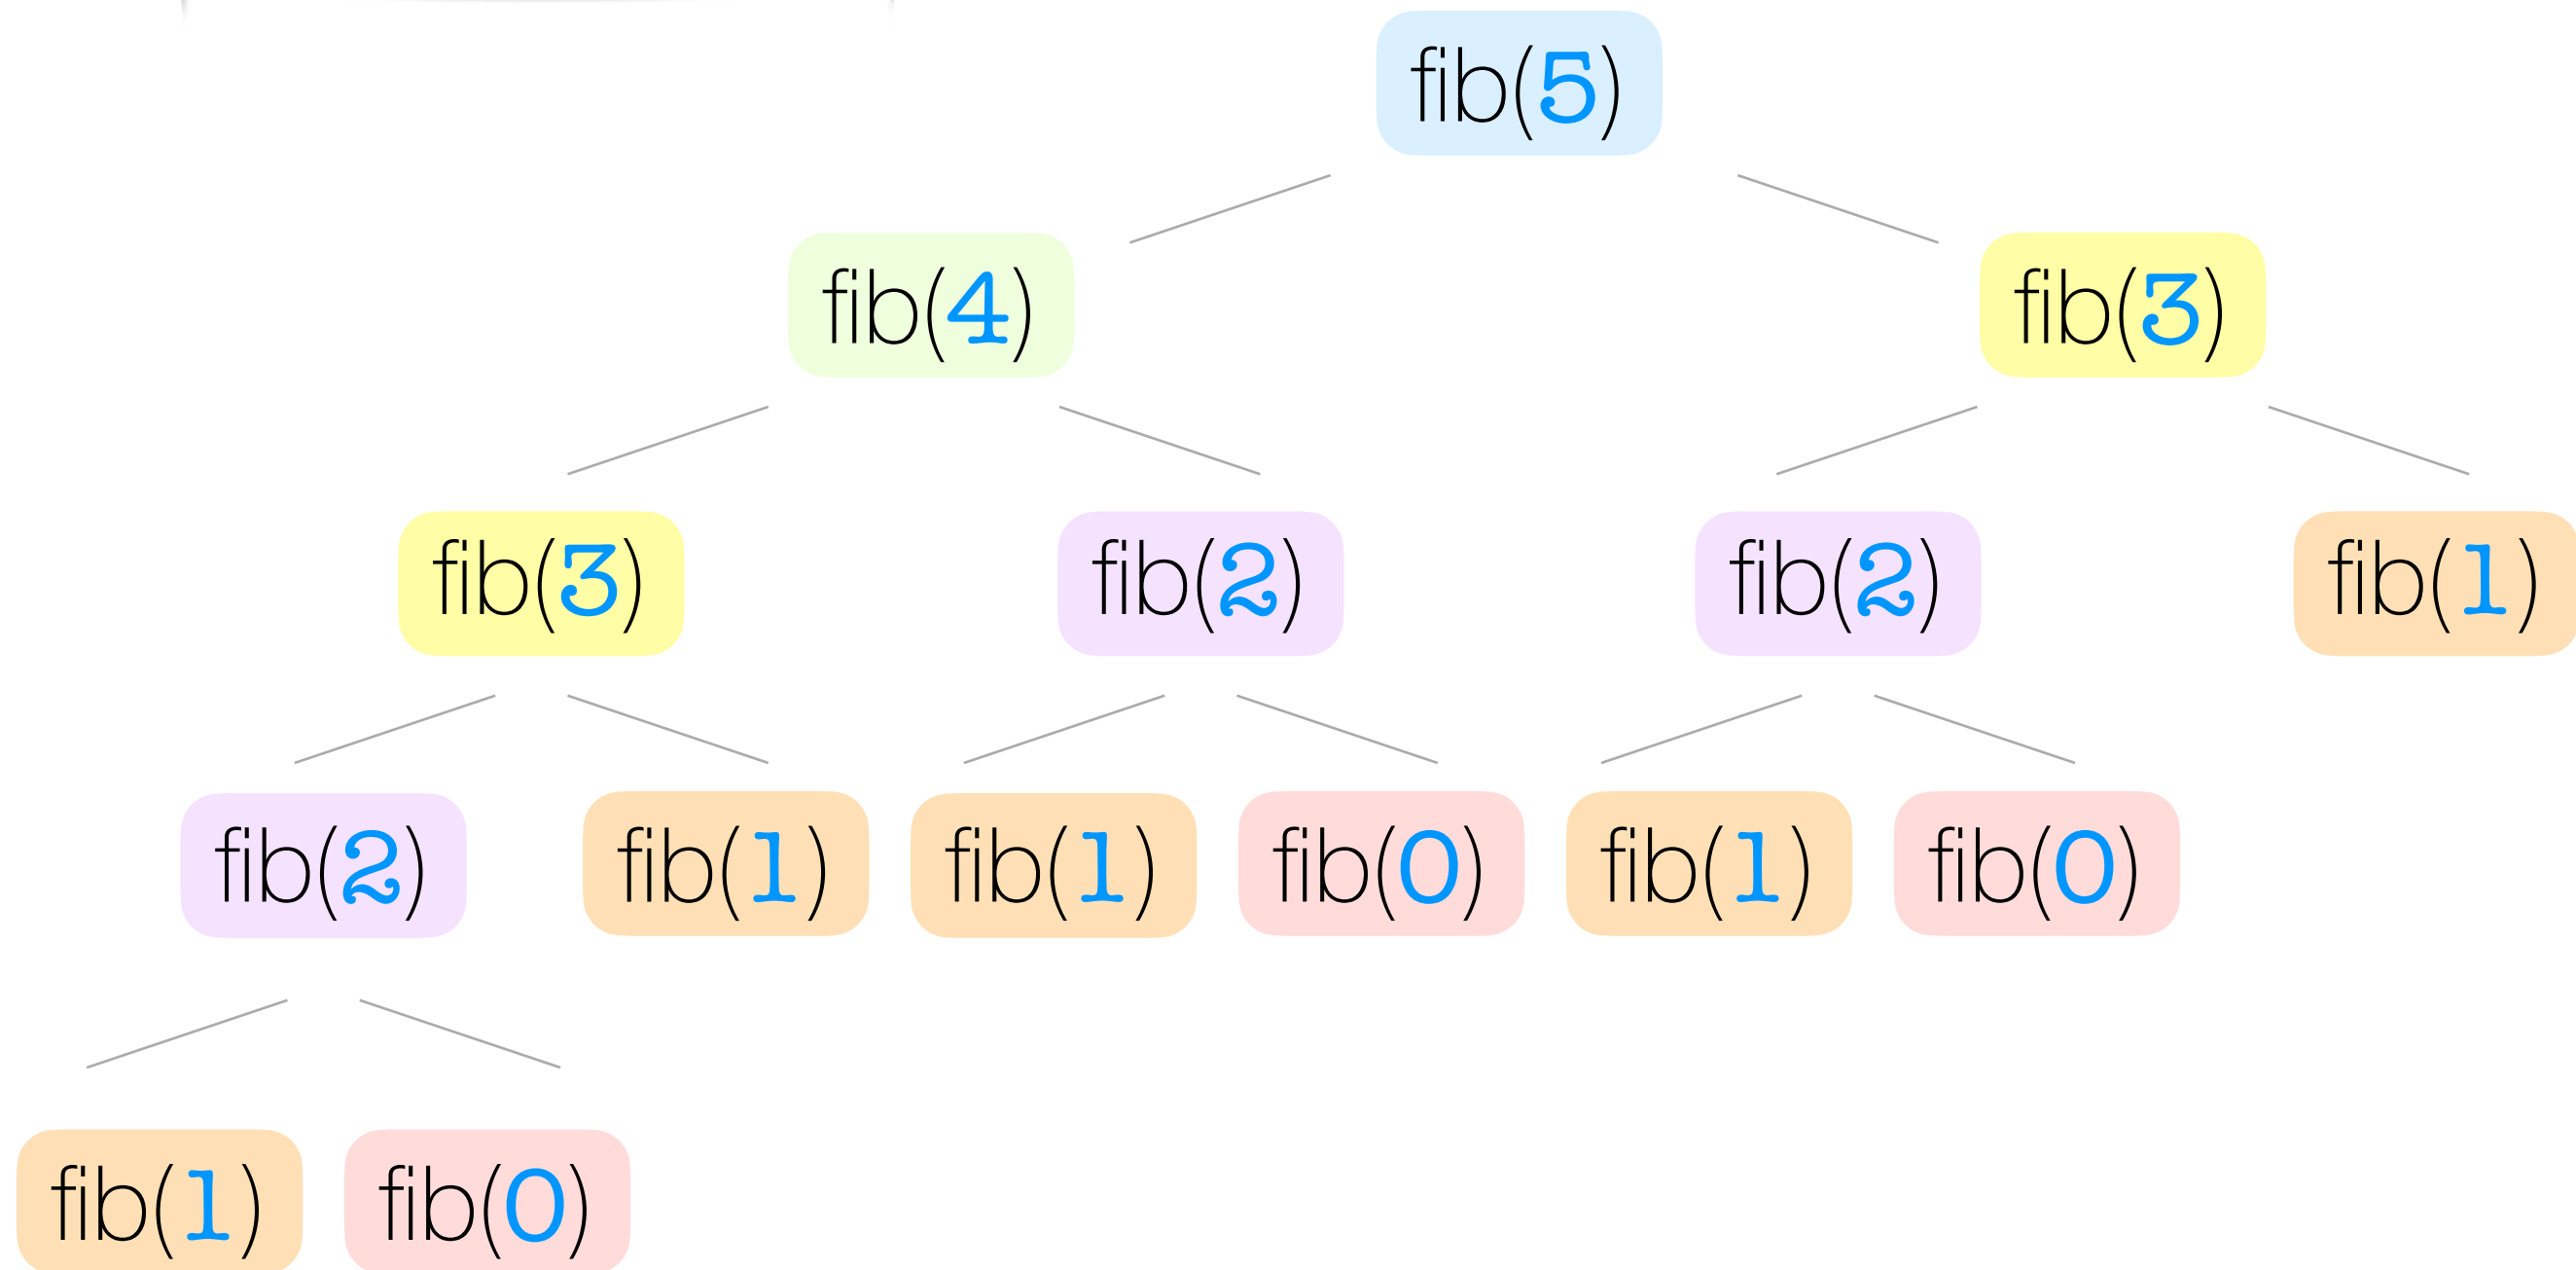 fib(5)
fib(4) fib(3)
fib(3) fib(2) fib(2) fib(1)
fib(2) fib(1) fib(1) fib(0) fib(1) fib(0)
fib(1) fib(0)